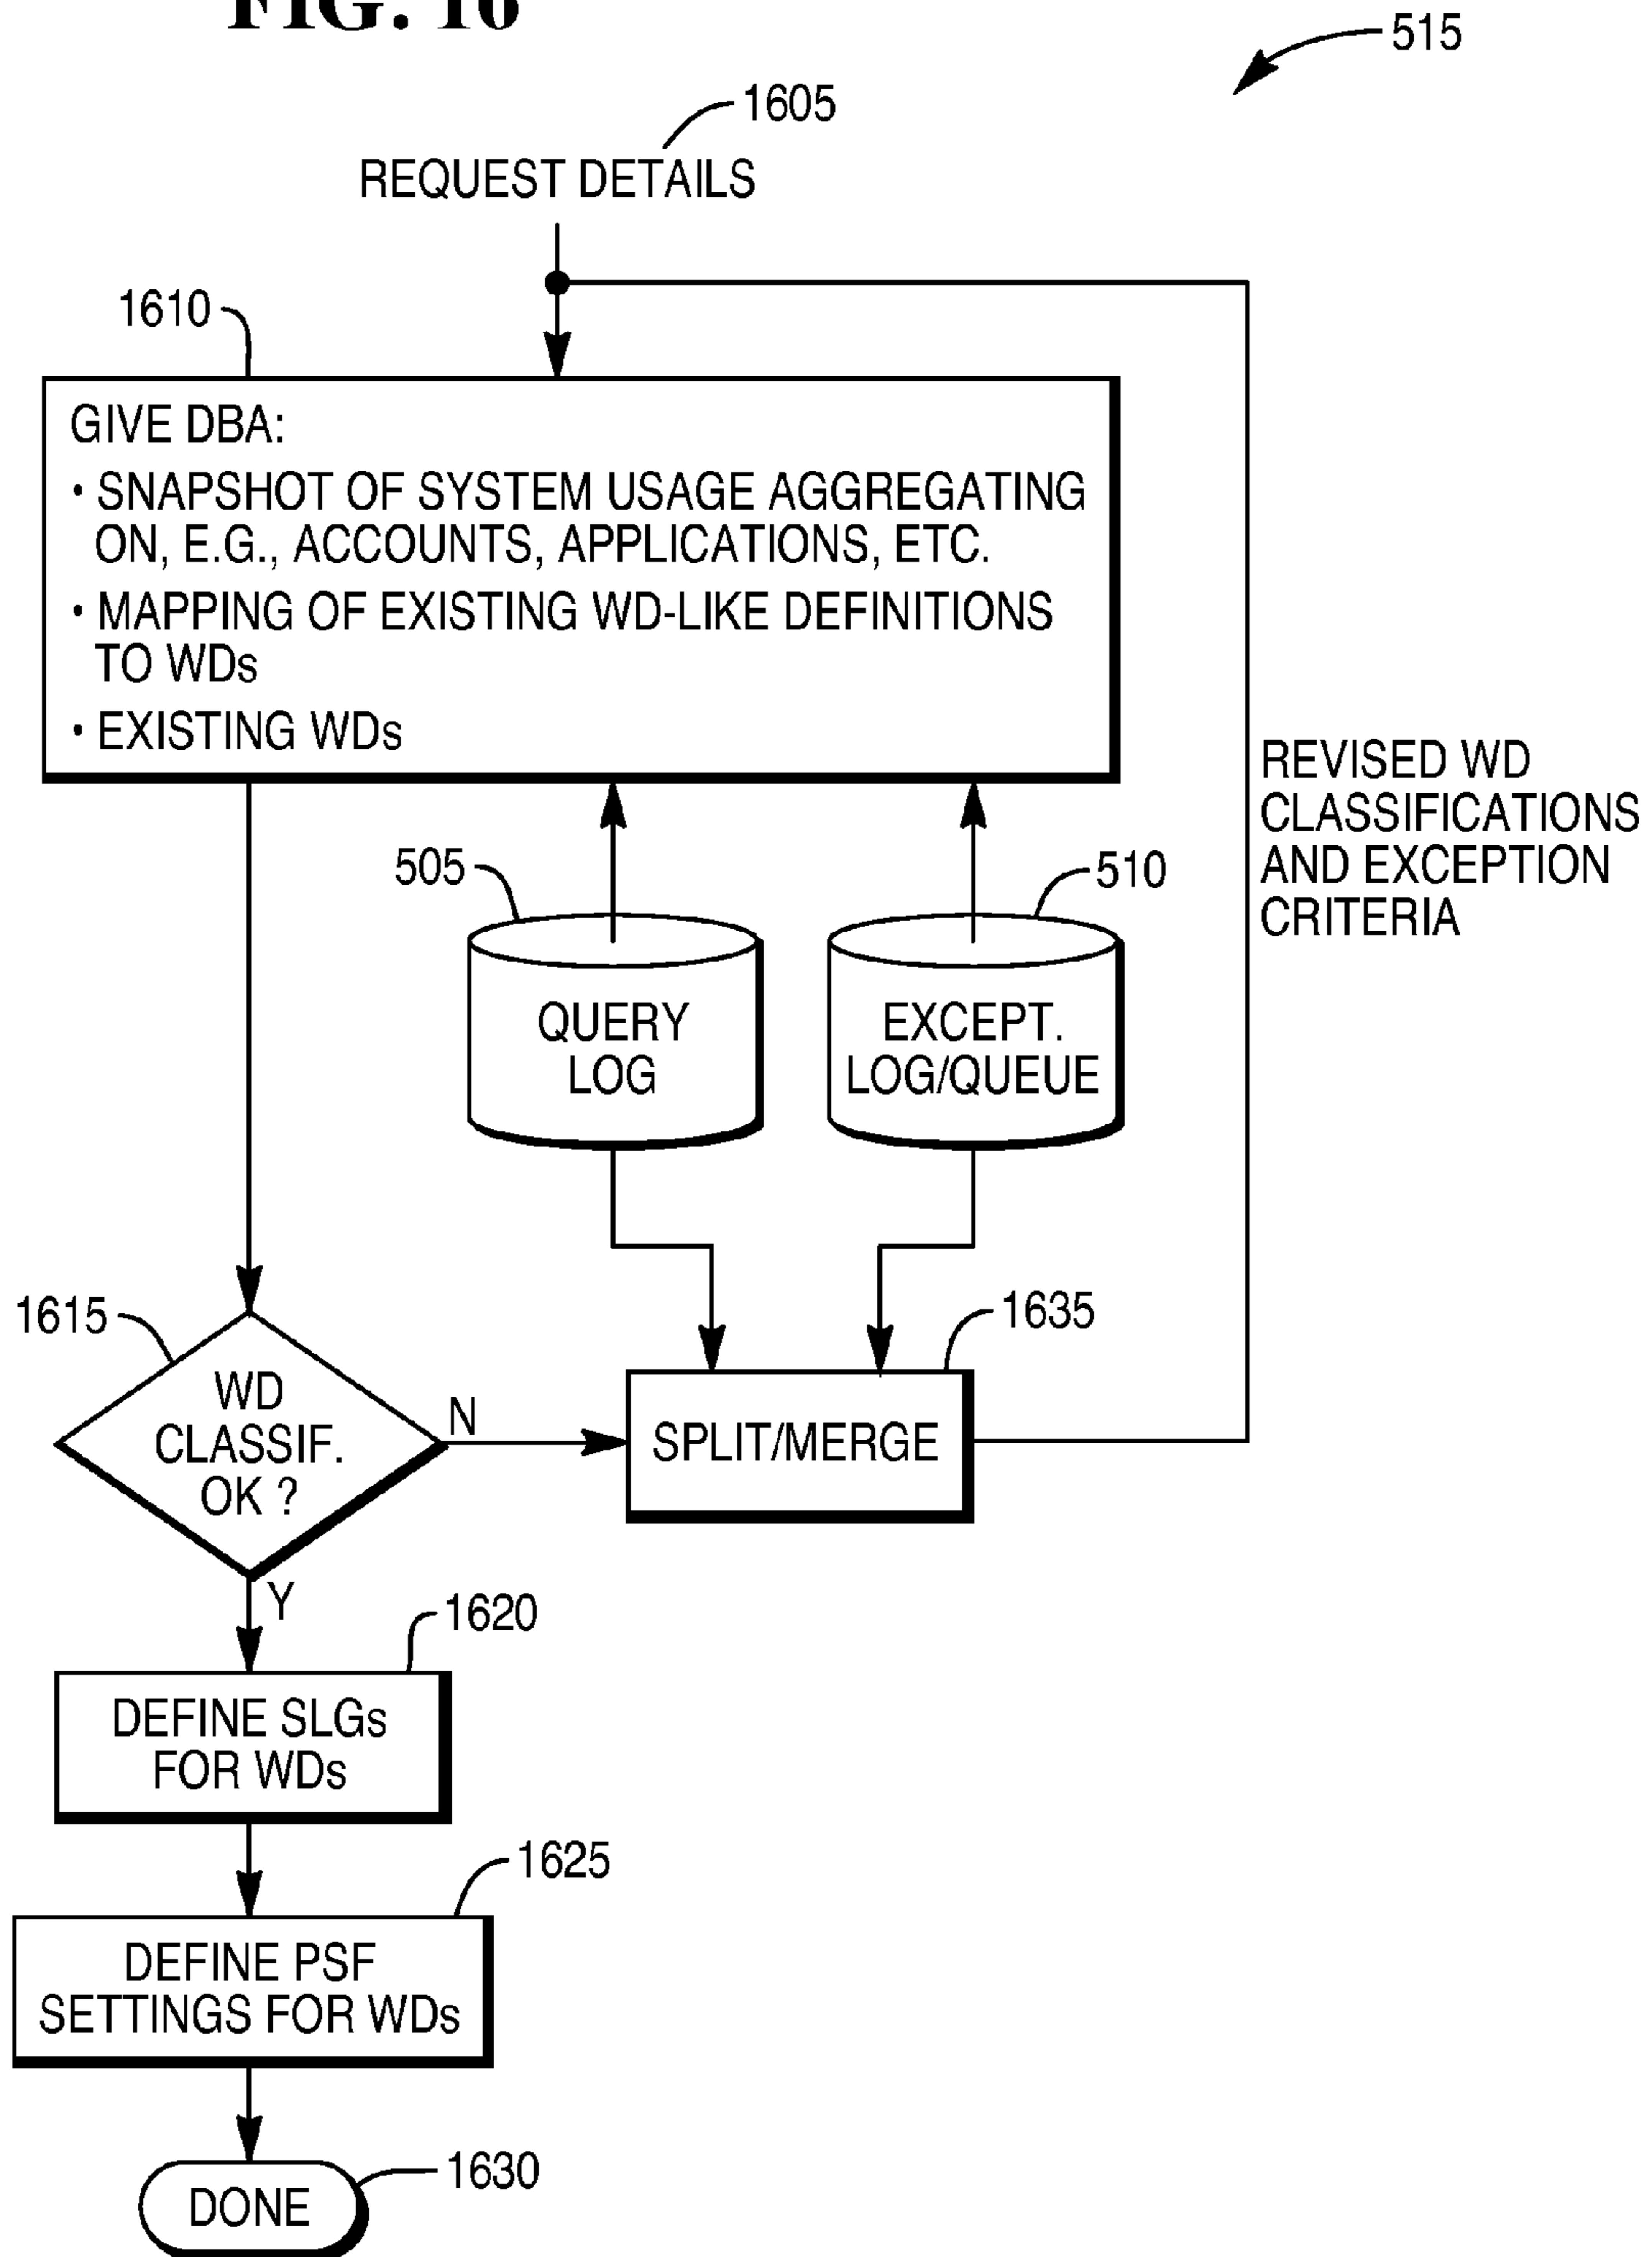 FIG. 16
515
1605
REQUEST DETAILS
1610
GIVE DBA:
• SNAPSHOT OF SYSTEM USAGE AGGREGATING
ON, E.G., ACCOUNTS, APPLICATIONS, ETC.
• MAPPING OF EXISTING WD-LIKE DEFINITIONS
TO WDs
• EXISTING WDs
REVISED WD
CLASSIFICATIONS
AND EXCEPTION
CRITERIA
505
510
QUERY
LOG
EXCEPT.
LOG/QUEUE
1615
1635
WD
CLASSIF.
OK ?
N
SPLIT/MERGE
Y
1620
DEFINE SLGs
FOR WDs
1625
DEFINE PSF
SETTINGS FOR WDs
1630
DONE